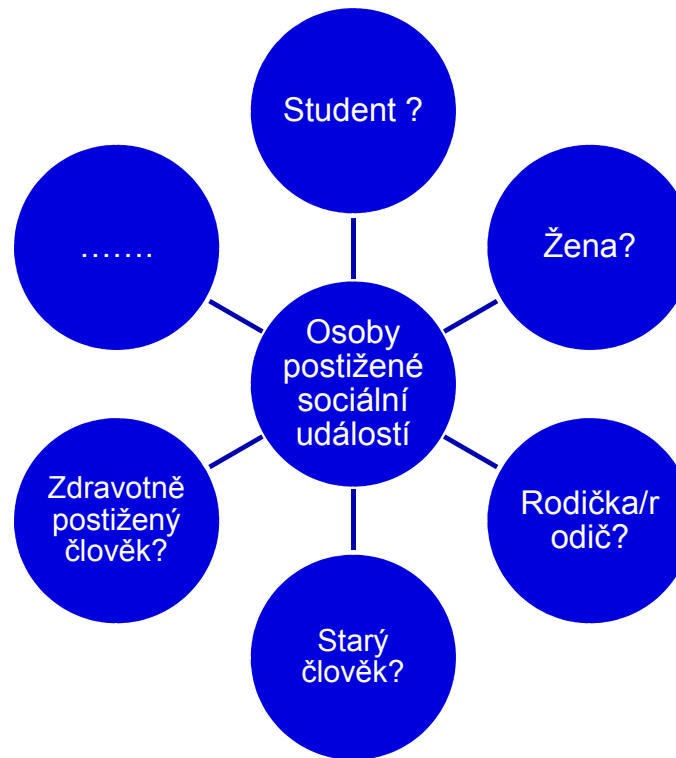 Student ?
Žena?
Rodička/r
odič?
Starý
člověk?
Zdravotně
postižený
člověk?
.......
Osoby
postižené
sociální
událostí